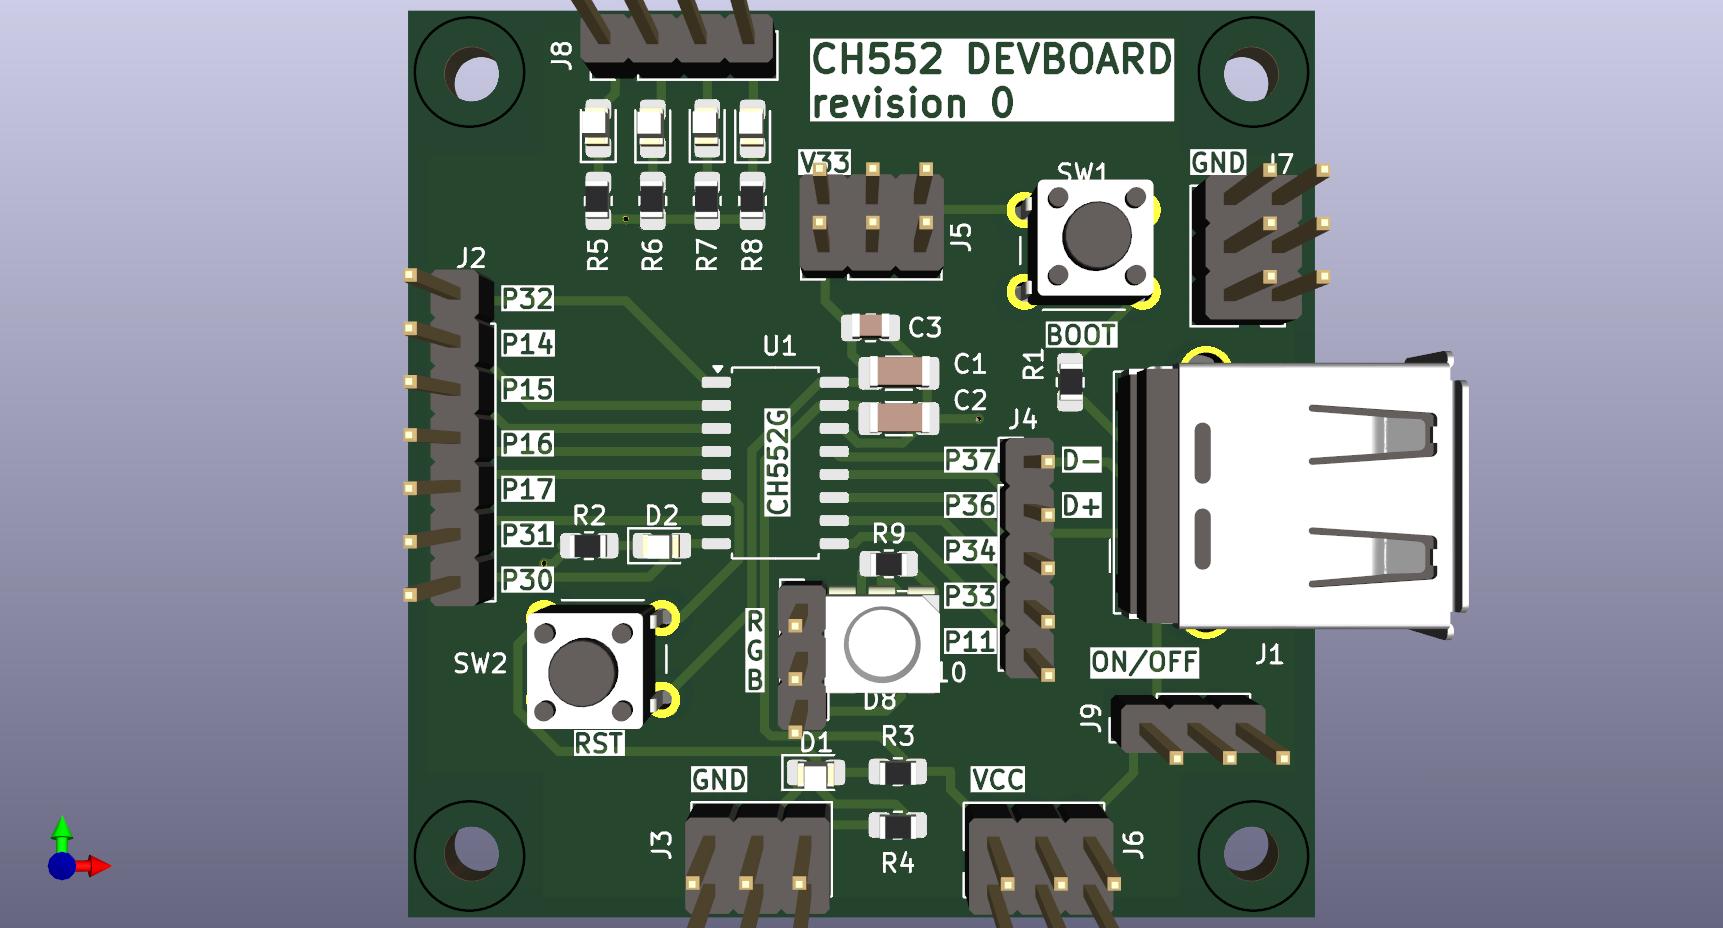 J8
CH552 DEVBOARD
revision 0
V33
SW1
GND
J7
J5
R5
R6
R7
R8
J2
P32
P14
P15
P16
P17
P31
P30
C3
BOOT
U1
C1
C2
R1
J4
CH552G
P37
D-
P36
D+
P34
P33
P11
R2
D2
R9
R
G
B
SW2
RST
10
D8
ON/OFF
J1
J9
D1
R3
GND
VCC
J3
R4
J6